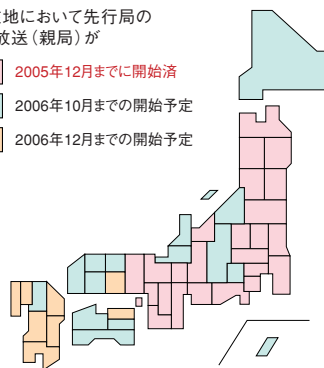 地において先行局の
放送（親局）が
2005年12月までに開始済
2006年10月までの開始予定
2006年12月までの開始予定